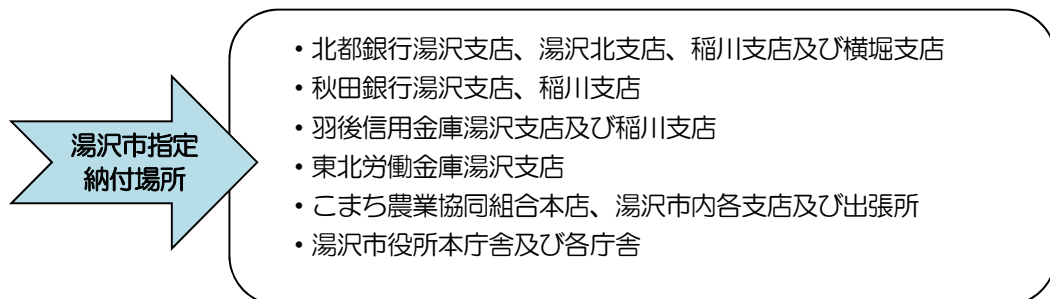 湯沢市指定
納付場所
・北都銀行湯沢支店、湯沢北支店、稲川支店及び横堀支店
・秋田銀行湯沢支店、稲川支店
・羽後信用金庫湯沢支店及び稲川支店
・東北労働金庫湯沢支店
・こまち農業協同組合本店、湯沢市内各支店及び出張所
・湯沢市役所本庁舎及び各庁舎